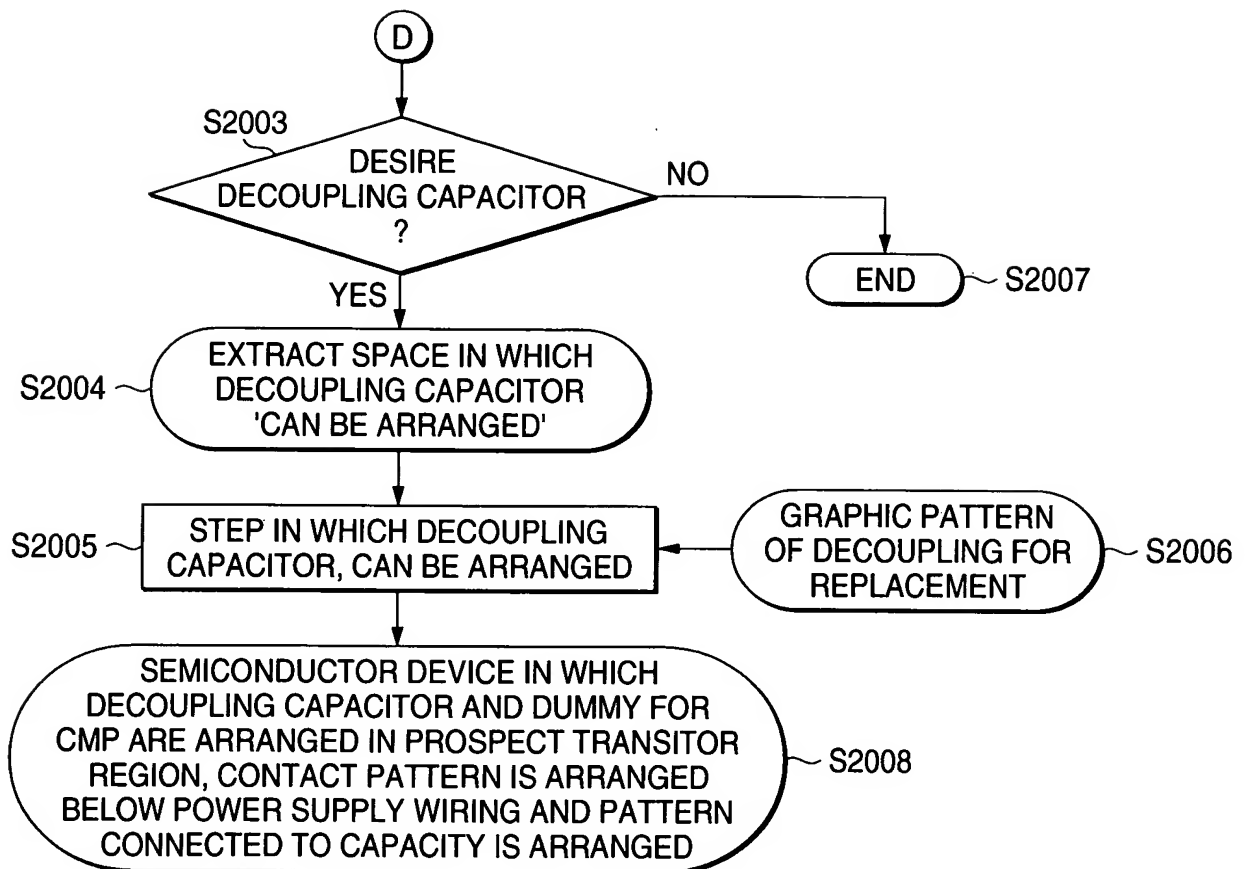 D
S2003
DESIRE
DECOUPLING CAPACITOR
?
NO
END
S2007
YES
S2004
EXTRACT SPACE IN WHICH
DECOUPLING CAPACITOR
'CAN BE ARRANGED'
S2005
STEP IN WHICH DECOUPLING
CAPACITOR, CAN BE ARRANGED
GRAPHIC PATTERN
OF DECOUPLING FOR
REPLACEMENT
S2006
SEMICONDUCTOR DEVICE IN WHICH
DECOUPLING CAPACITOR AND DUMMY FOR
CMP ARE ARRANGED IN PROSPECT TRANSITOR
REGION, CONTACT PATTERN IS ARRANGED
BELOW POWER SUPPLY WIRING AND PATTERN
CONNECTED TO CAPACITY IS ARRANGED
S2008